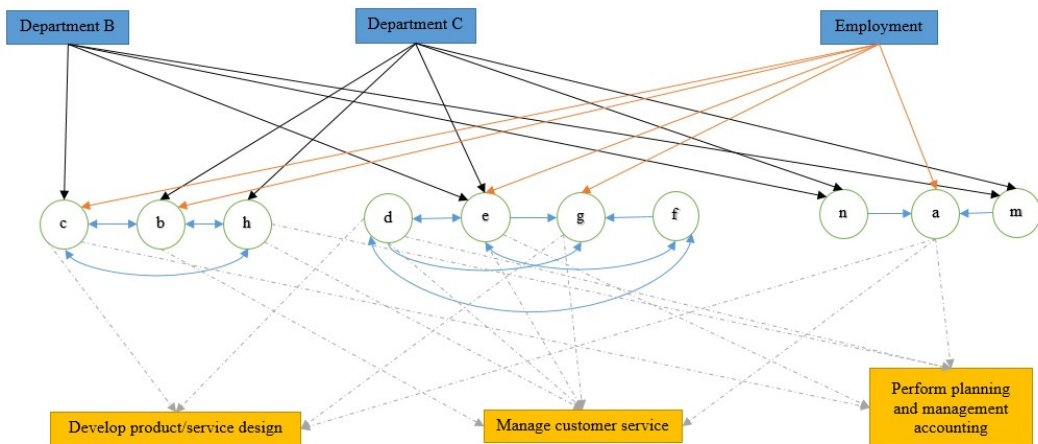 Department B
Department C
Employment
c
b
h
d
e
g
f
n
a
m
Develop product/service design
Manage customer service
Perform planning
and management
accounting